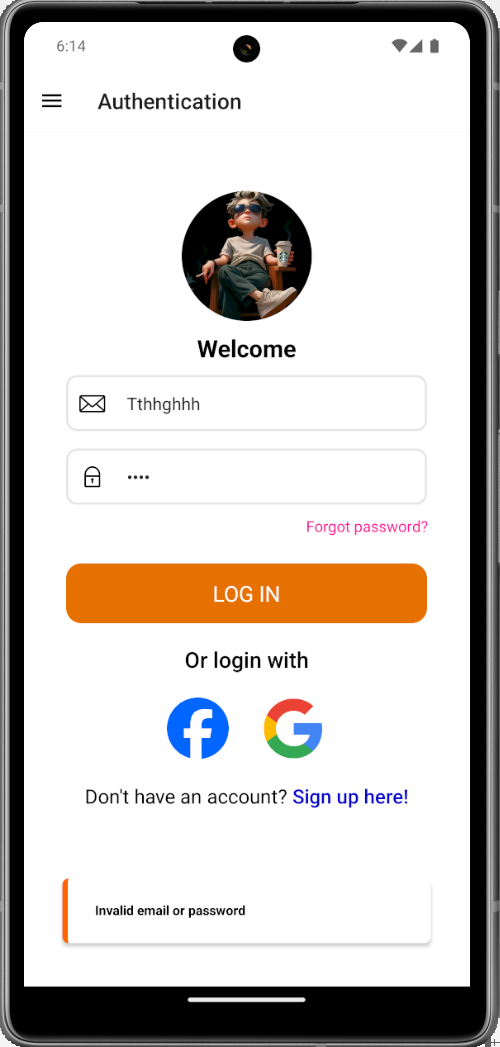 6:14
Authentication
Welcome
Tthhghhh
••••
Forgot password?
LOG IN
Or login with
Don't have an account? Sign up here!
Invalid email or password